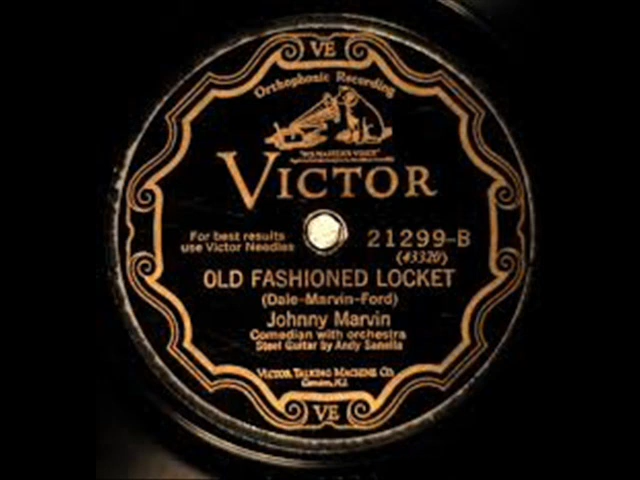 VE
Orthophonic Recording
"HIS MASTER'S VOICE"
VICTOR
For best results
use Victor Needles
21299-B
(43320)
OLD FASHIONED LOCKET
(Dale-Marvin-Ford)
Johnny Marvin
Comedian with orchestra
Steel Guitar by Andy Sanella
VICTOR TALKING MACHINE CO.
Camden, N.J.
VE